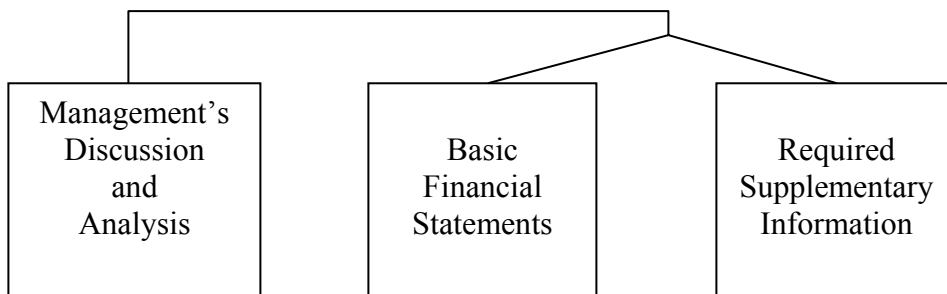 Management’s
Discussion
and
Analysis
Basic
Financial
Statements
Required
Supplementary
Information